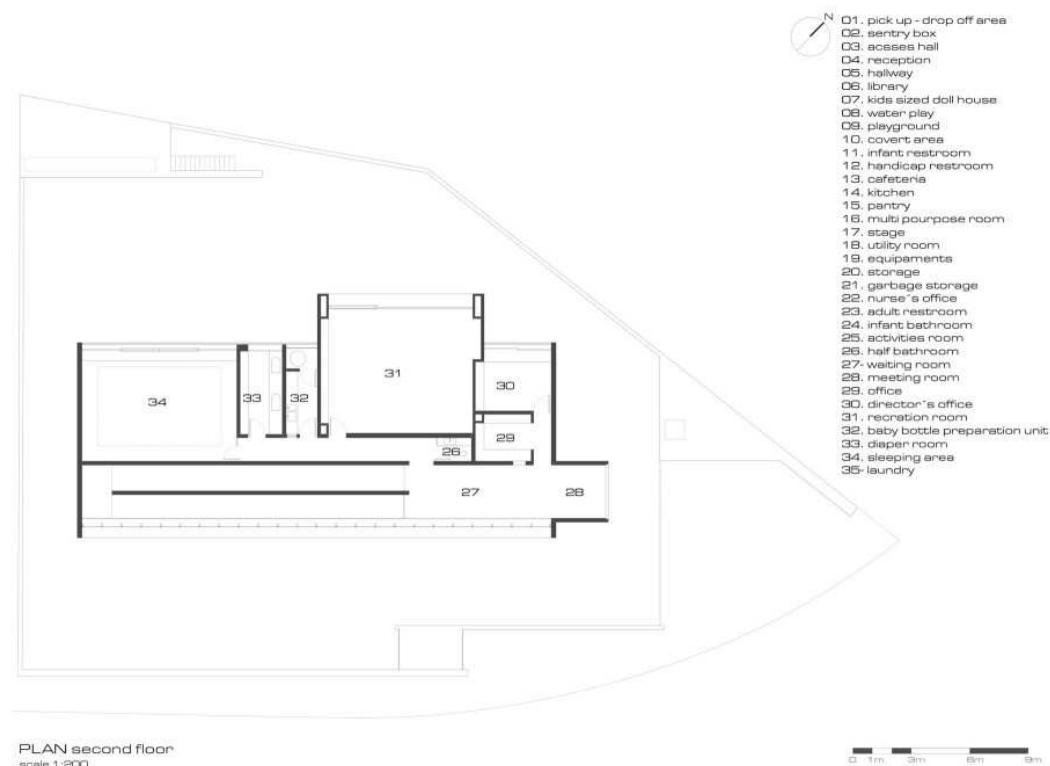 N
01. pick up - drop off area
02. sentry box
03. acsses hall
04. reception
05. hallway
06. library
07. kids sized doll house
08. water play
09. playground
10. covert area
11. infant restroom
12. handicap restroom
13. cafeteria
14. kitchen
15. pantry
16. multi pourpose room
17. stage
18. utility room
19. equipaments
20. storage
21. garbage storage
22. nurse´s office
23. adult restroom
24. infant bathroom
25. activities room
26. half bathroom
27- waiting room
28. meeting room
29. office
30. director´s office
31. recration room
32. baby bottle preparation unit
33. diaper room
34. sleeping area
35- laundry
31
30
34
33
32
29
26
27
28
PLAN second floor
scale 1:200
0 1m 3m 6m 9m